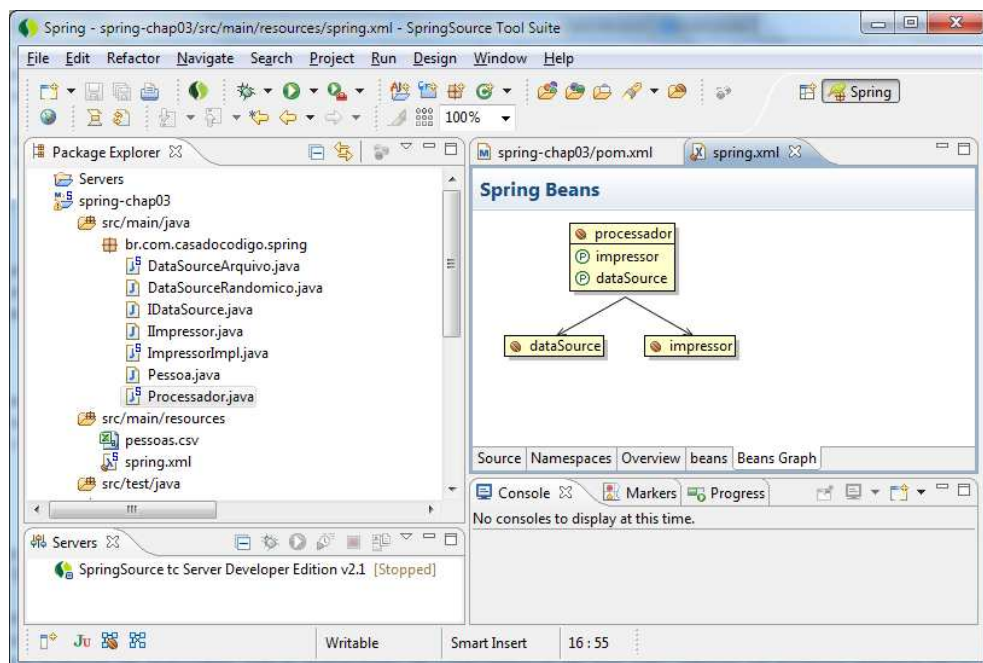 Spring - spring-chap03/src/main/resources/spring.xml - SpringSource Tool Suite
File Edit Refactor Navigate Search Project Run Design Window Help
Spring
100%
Package Explorer
Servers
spring-chap03
src/main/java
br.com.casadocodigo.spring
DataSourceArquivo.java
DataSourceRandomico.java
IDataSource.java
IImpressor.java
ImpressorImpl.java
Pessoa.java
Processador.java
src/main/resources
pessoas.csv
spring.xml
src/test/java
spring-chap03/pom.xml spring.xml
Spring Beans
processador
impressor
dataSource
dataSource impressor
Source Namespaces Overview beans Beans Graph
Console Markers Progress
No consoles to display at this time.
Servers
SpringSource tc Server Developer Edition v2.1 [Stopped]
Ju Writable Smart Insert 16 : 55